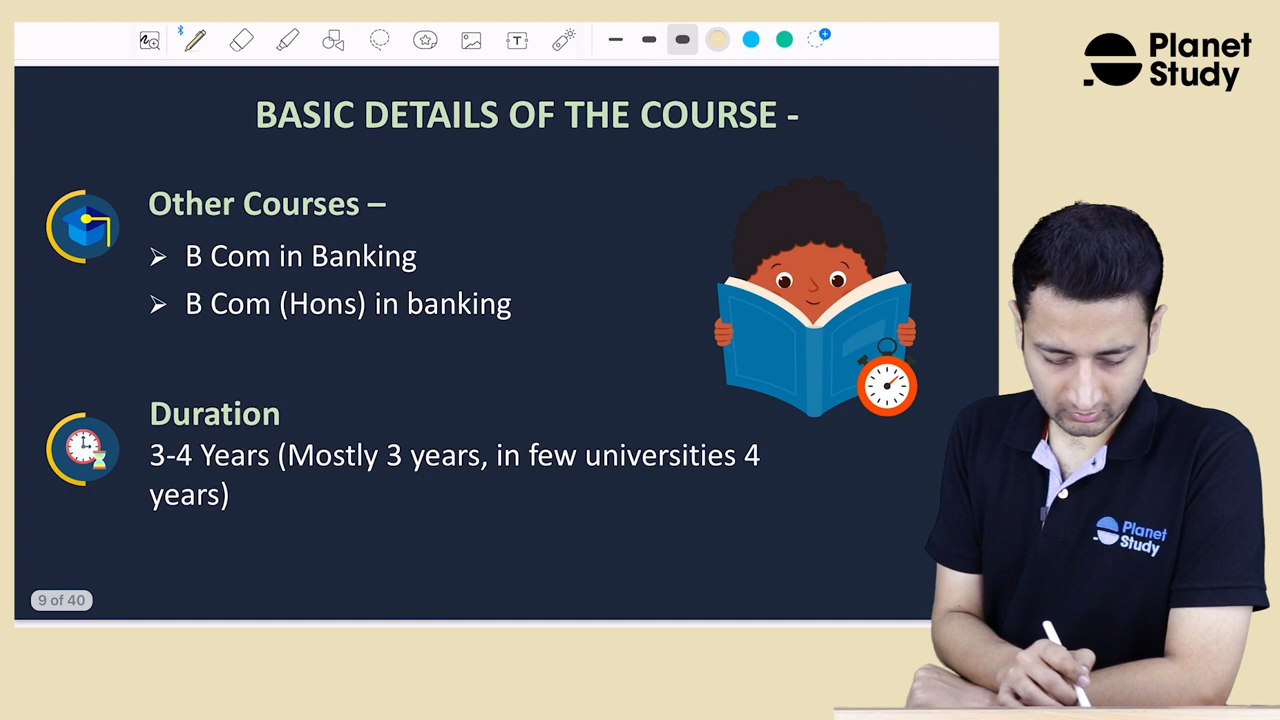 Planet
Study
BASIC DETAILS OF THE COURSE -
Other Courses –
➢ B Com in Banking
➢ B Com (Hons) in banking
Duration
3-4 Years (Mostly 3 years, in few universities 4
years)
9 of 40
Planet
Study